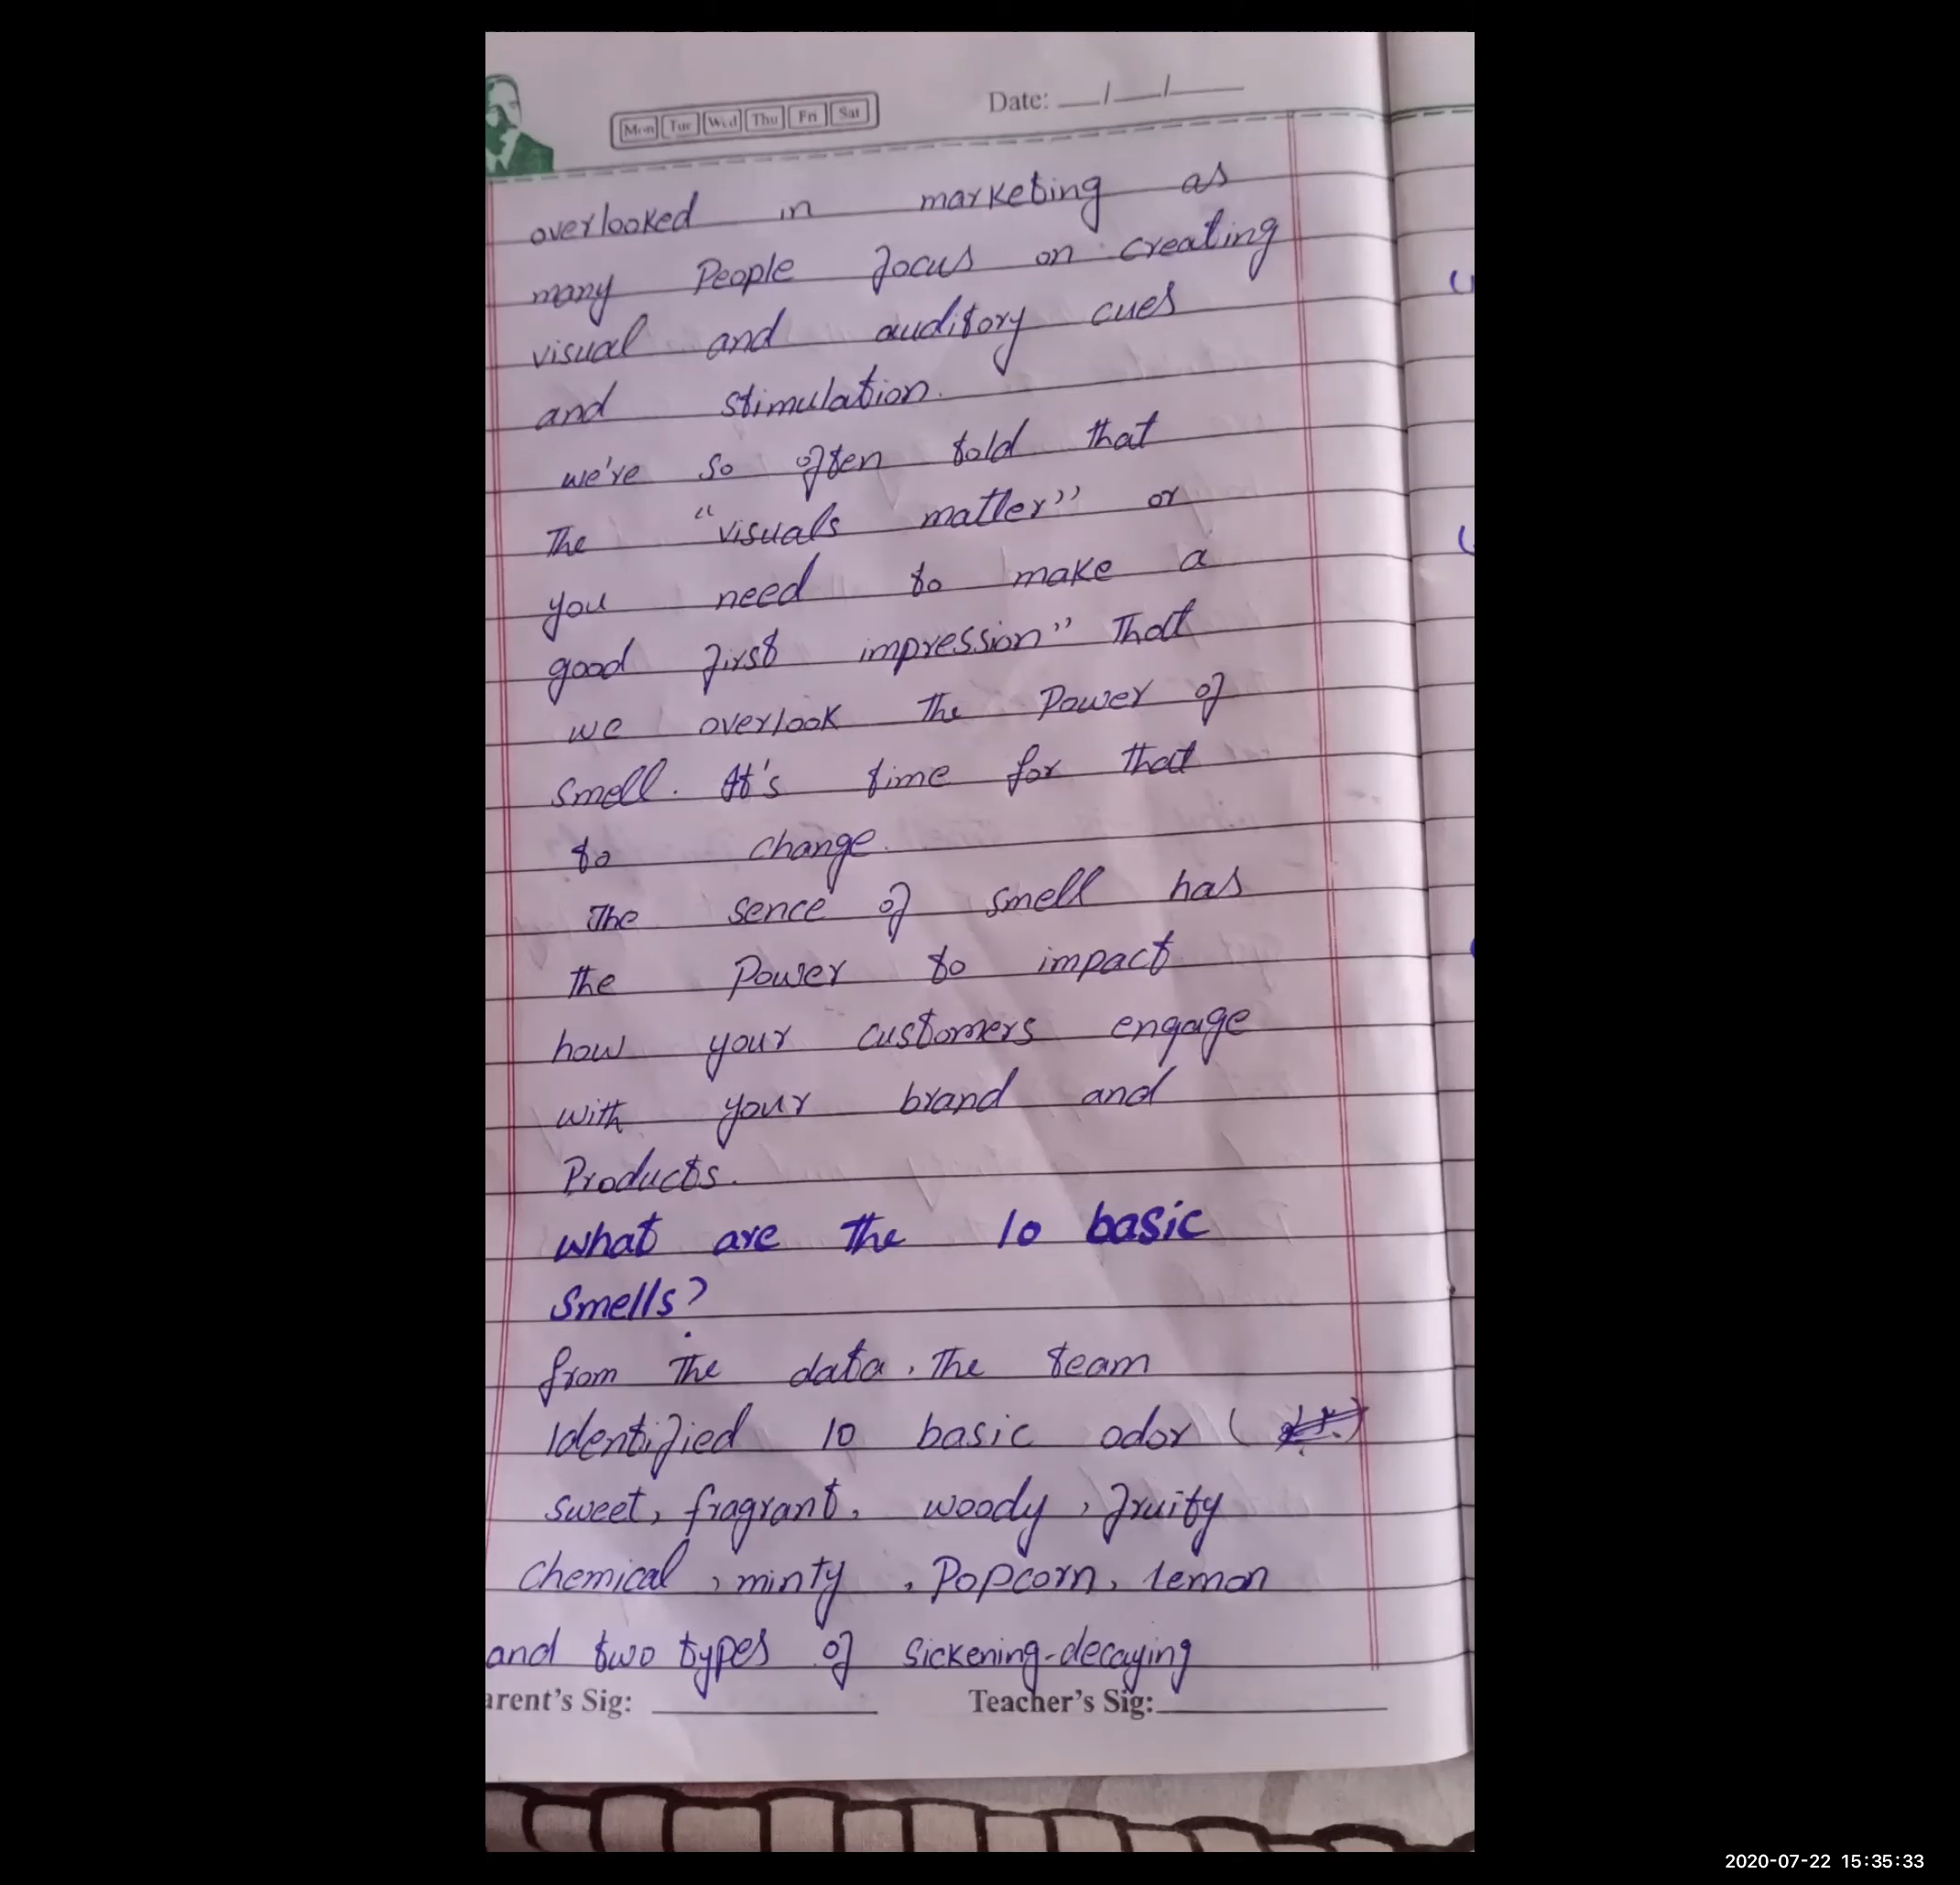 Mon Tue Wed Thu Fri Sat Date: __/__/____
overlooked in marketing as
many People focus on creating
visual and auditory cues
and stimulation.
we're so often told that
The "visuals matter" or
you need to make a
good first impression" That
we overlook The Power of
smell. It's time for that
to change.
The sence of smell has
the Power to impact
how your customers engage
with your brand and
Products.
what are the 10 basic
Smells?
from The data, The team
Identified 10 basic odor (
sweet, fragrant, woody, fruity
chemical, minty, Popcorn, lemon
and two types of sickening-decaying
arent's Sig: Teacher's Sig:
2020-07-22 15:35:33